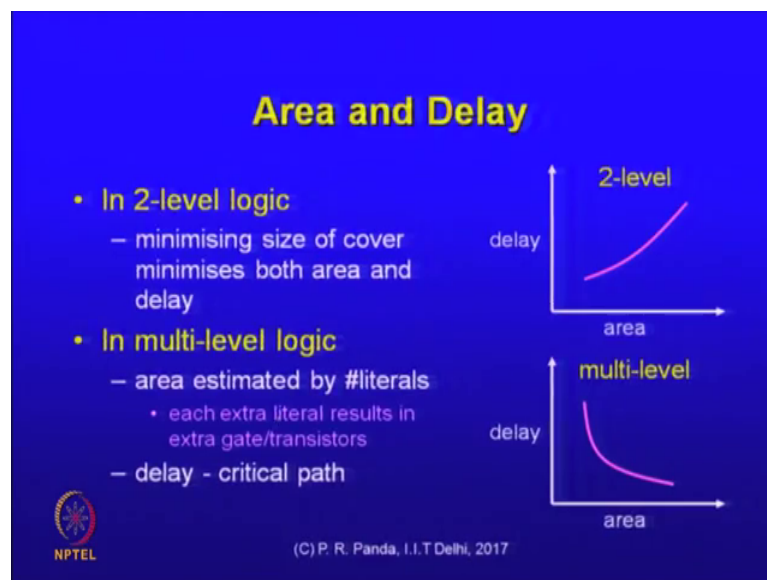 Area and Delay
• In 2-level logic
– minimising size of cover
minimises both area and
delay
• In multi-level logic
– area estimated by #literals
• each extra literal results in
extra gate/transistors
– delay - critical path
2-level
delay
area
multi-level
delay
area
NPTEL
(C) P. R. Panda, I.I.T Delhi, 2017